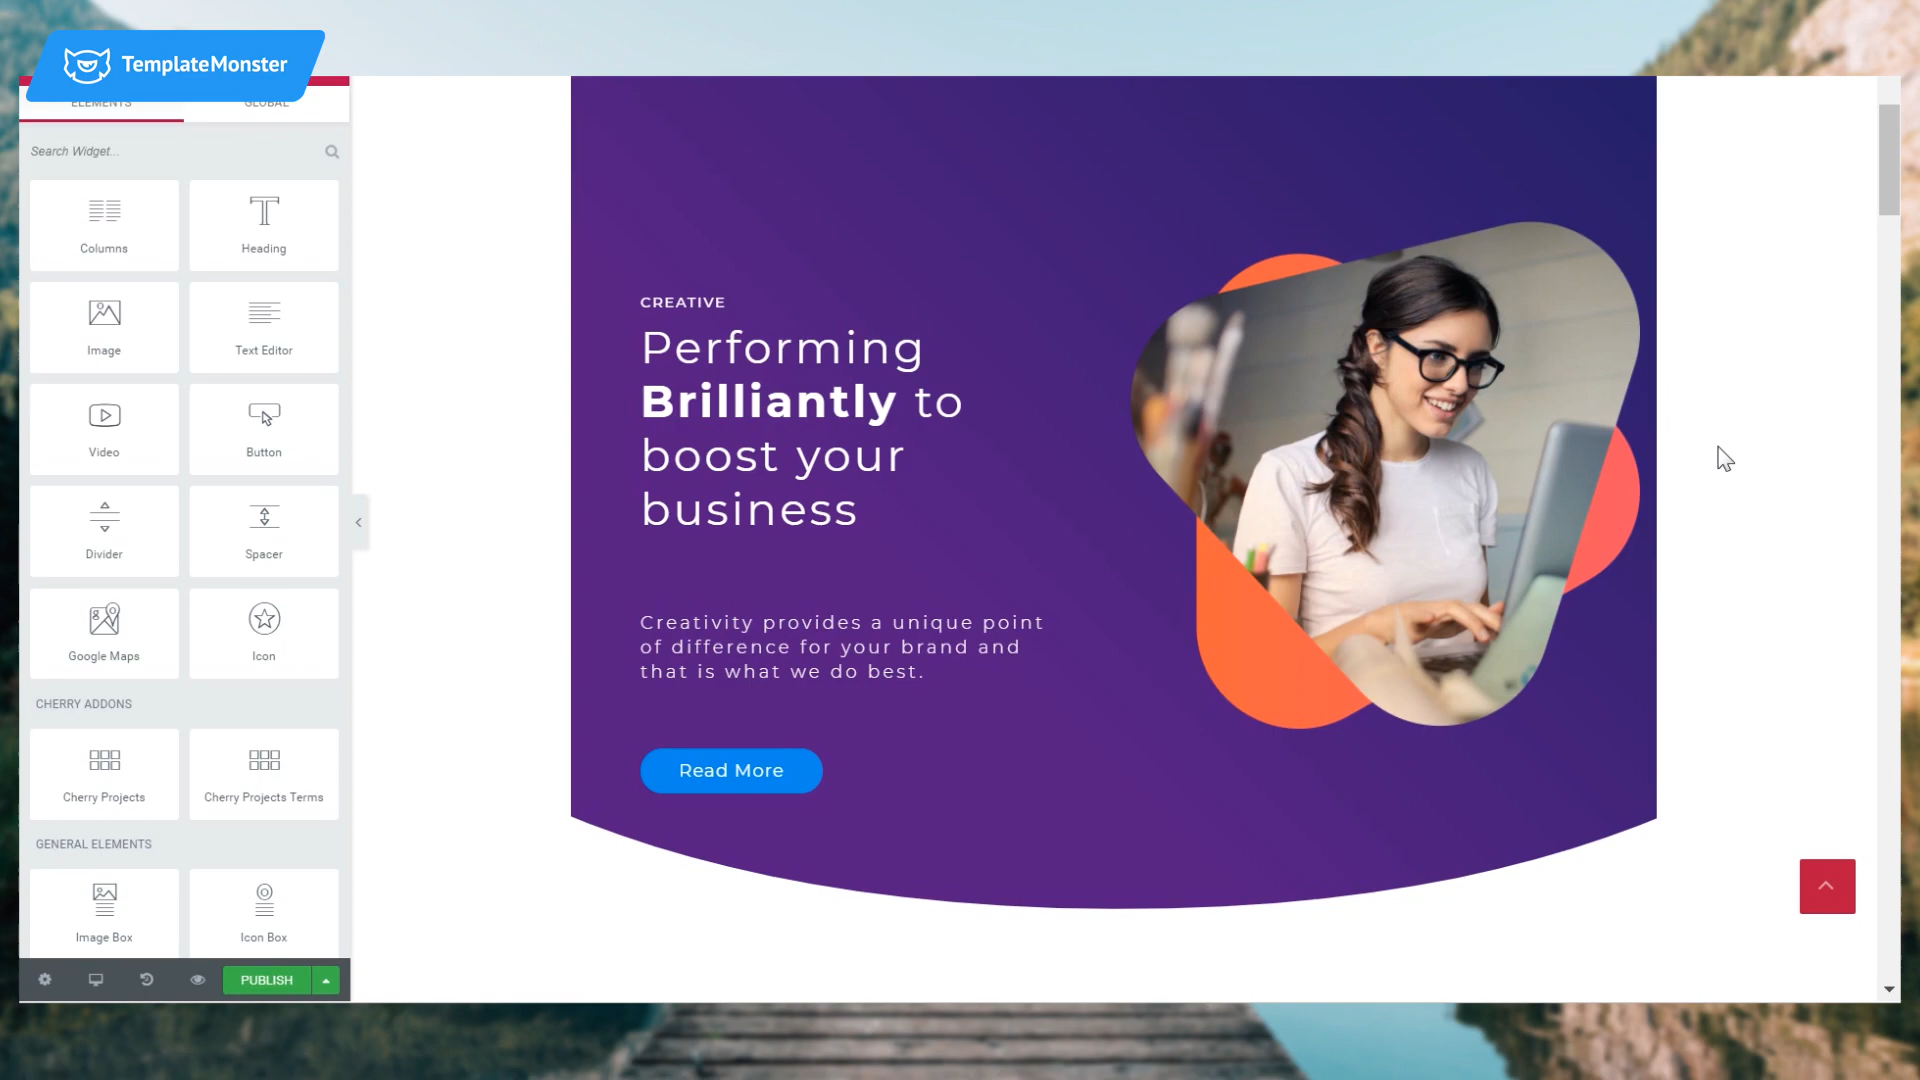 TemplateMonster
ELEMENTS
GLOBAL
Search Widget...
Columns
Heading
Image
Text Editor
Video
Button
Divider
Spacer
Google Maps
Icon
CHERRY ADDONS
Cherry Projects
Cherry Projects Terms
GENERAL ELEMENTS
Image Box
Icon Box
PUBLISH
CREATIVE
Performing
Brilliantly to
boost your
business
Creativity provides a unique point
of difference for your brand and
that is what we do best.
Read More